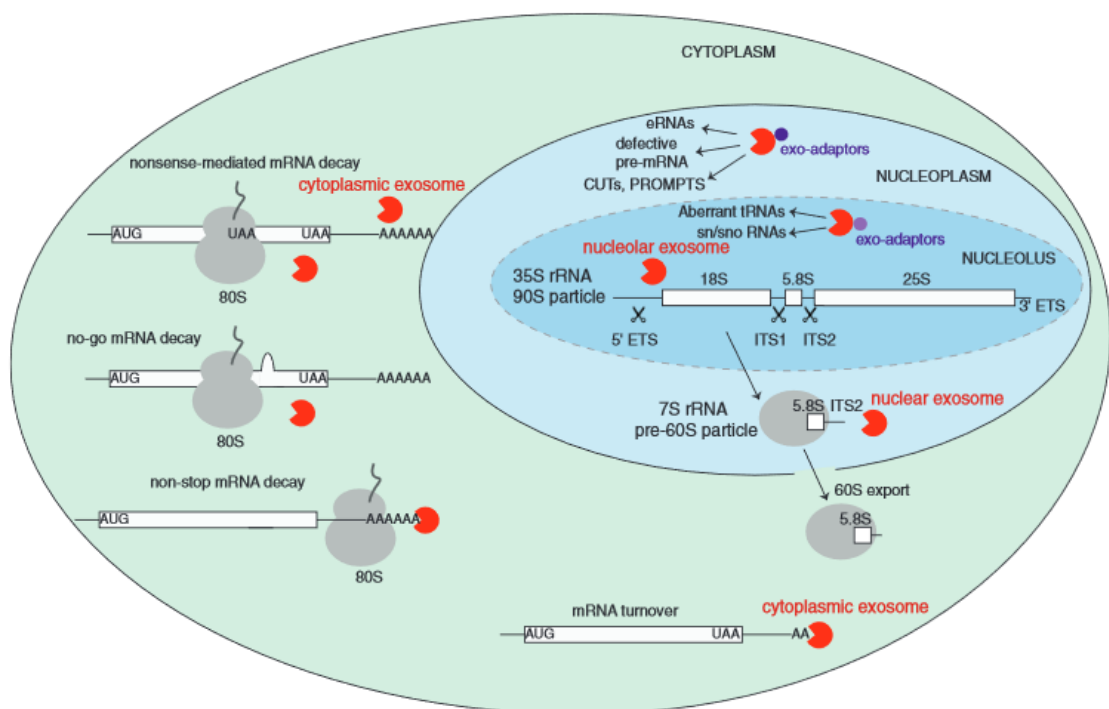 CYTOPLASM
eRNAs
defective
pre-mRNA
CUTs, PROMPTS
exo-adaptors
NUCLEOPLASM
Aberrant tRNAs
sn/sno RNAs
exo-adaptors
NUCLEOLUS
nucleolar exosome
35S rRNA
90S particle
18S 5.8S 25S
5' ETS ITS1 ITS2 3' ETS
7S rRNA
pre-60S particle
5.8S ITS2
nuclear exosome
60S export
5.8S
nonsense-mediated mRNA decay
cytoplasmic exosome
AUG UAA UAA AAAAAA
80S
no-go mRNA decay
AUG UAA AAAAAA
80S
non-stop mRNA decay
AUG AAAAAA
80S
mRNA turnover
cytoplasmic exosome
AUG UAA AA